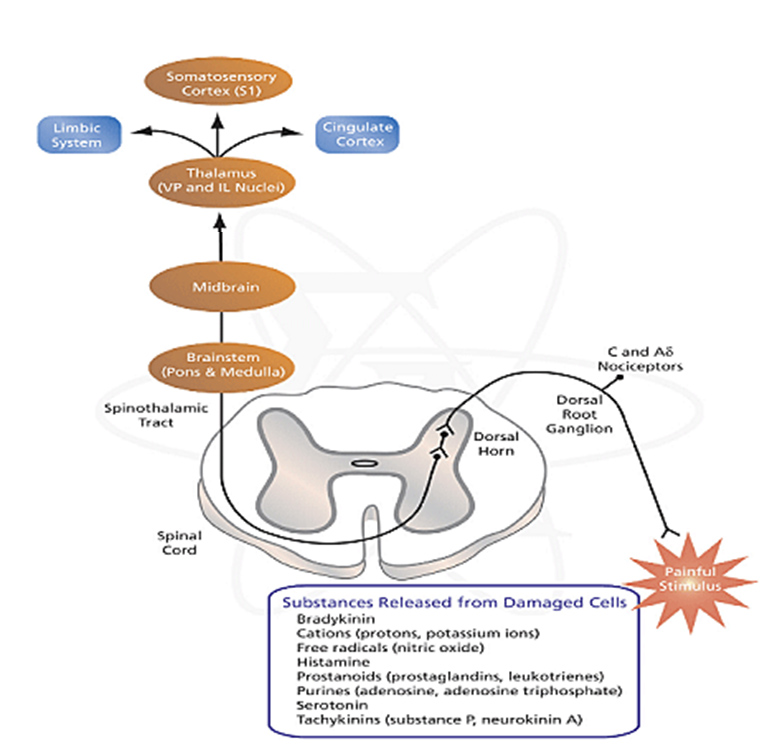 Somatosensory
Cortex (S1)
Limbic
System
Cingulate
Cortex
Thalamus
(VP and IL Nuclei)
Midbrain
Brainstem
(Pons & Medulla)
Spinothalamic
Tract
C and Aδ
Nociceptors
Dorsal
Root
Ganglion
Dorsal
Horn
Spinal
Cord
Painful
Stimulus
Substances Released from Damaged Cells
Bradykinin
Cations (protons, potassium ions)
Free radicals (nitric oxide)
Histamine
Prostanoids (prostaglandins, leukotrienes)
Purines (adenosine, adenosine triphosphate)
Serotonin
Tachykinins (substance P, neurokinin A)